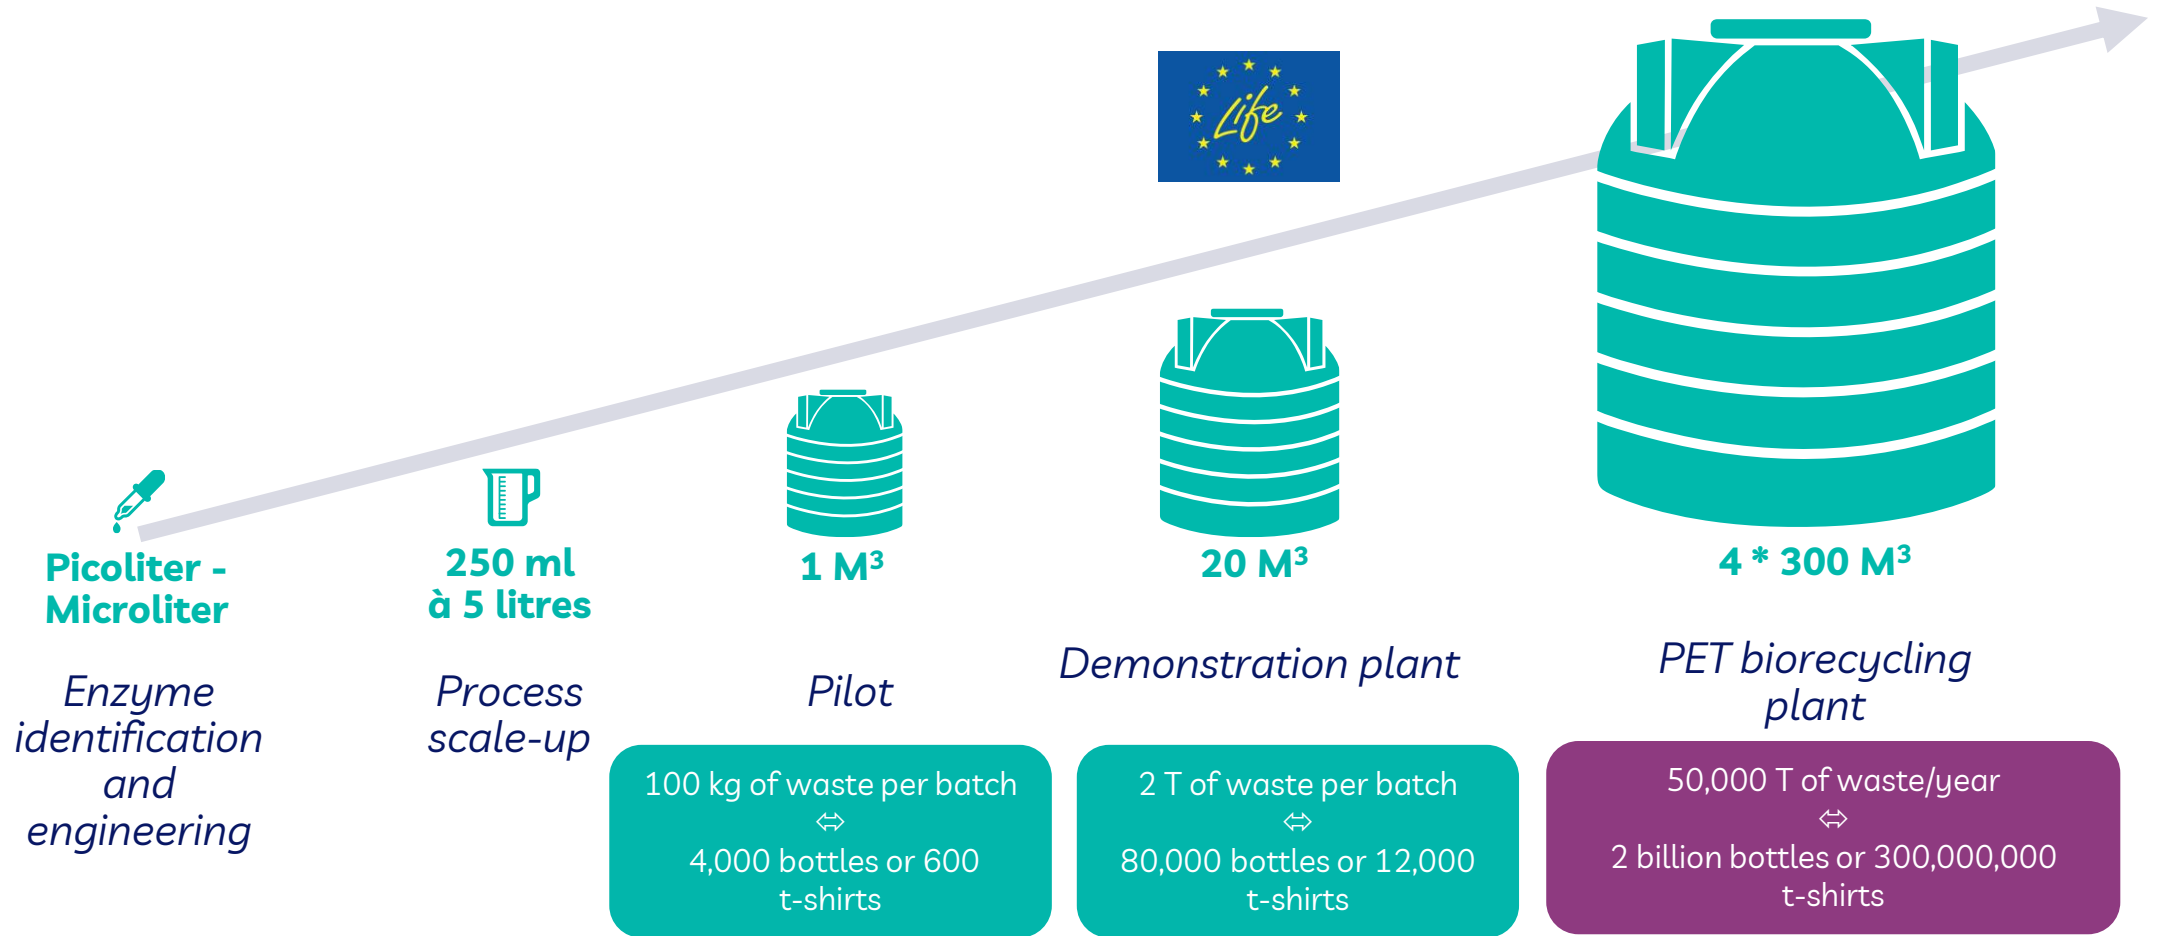 Life
Picoliter -
Microliter
Enzyme
identification
and
engineering
250 ml
à 5 litres
Process
scale-up
1 M³
Pilot
100 kg of waste per batch
⬄
4,000 bottles or 600
t-shirts
20 M³
Demonstration plant
2 T of waste per batch
⬄
80,000 bottles or 12,000
t-shirts
4 * 300 M³
PET biorecycling
plant
50,000 T of waste/year
⬄
2 billion bottles or 300,000,000
t-shirts